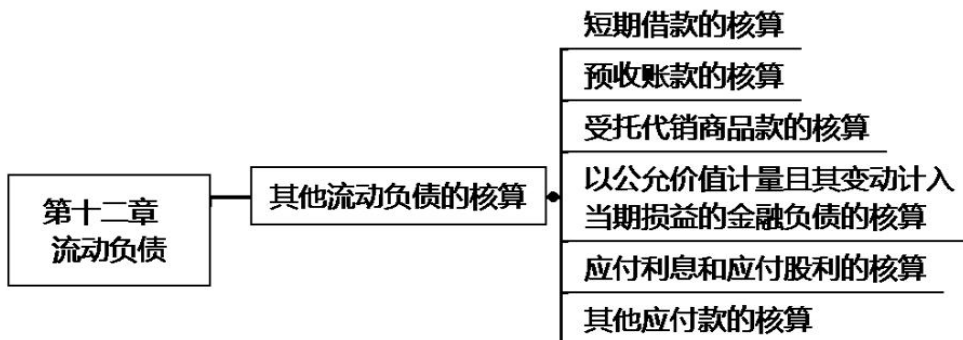 第十二章
流动负债
其他流动负债的核算
短期借款的核算
预收账款的核算
受托代销商品款的核算
以公允价值计量且其变动计入
当期损益的金融负债的核算
应付利息和应付股利的核算
其他应付款的核算